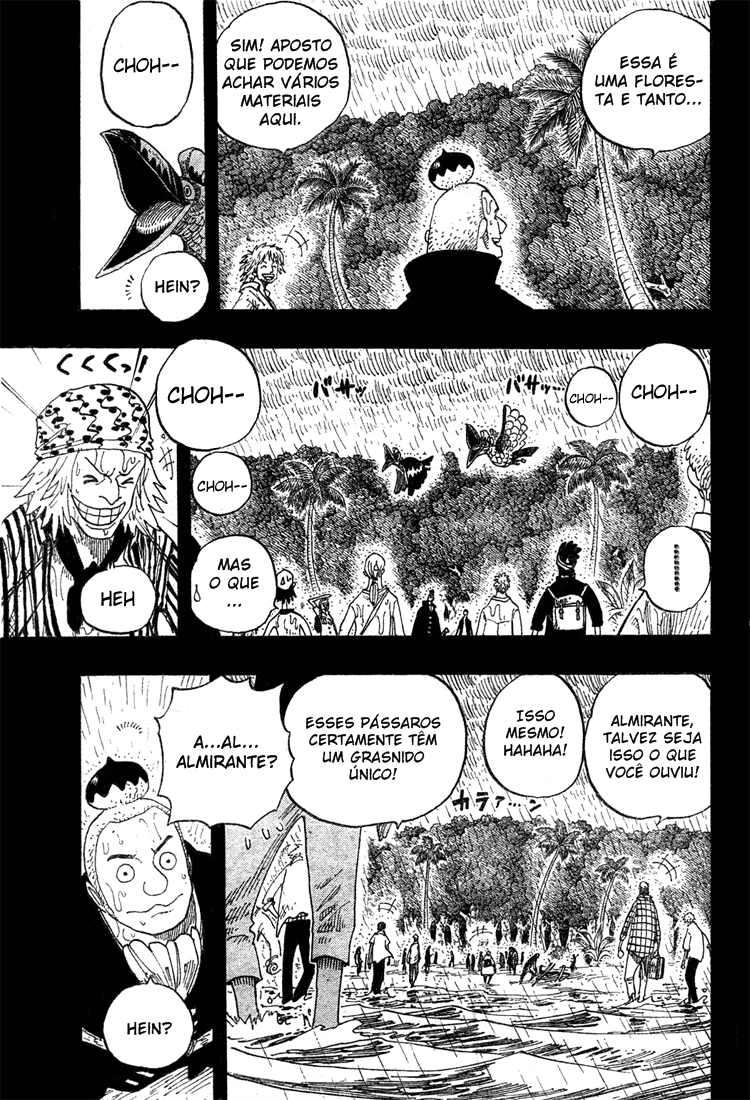 ESSA É
UMA FLORES-
TA E TANTO...
SIM! APOSTO
QUE PODEMOS
ACHAR VÁRIOS
MATERIAIS
AQUI.
CHOH--
HEIN?
CHOH--
CHOH--
バサッ…
バサッッ
CHOH--
CHOH--
MAS
O QUE
...
くくくっ!
HEH
ALMIRANTE,
TALVEZ SEJA
ISSO O QUE
VOCÊ OUVIU!
ISSO
MESMO!
HAHAHA!
ESSES PÁSSAROS
CERTAMENTE TÊM
UM GRASNIDO
ÚNICO!
A...AL...
ALMIRANTE?
カラァ…ン
HEIN?